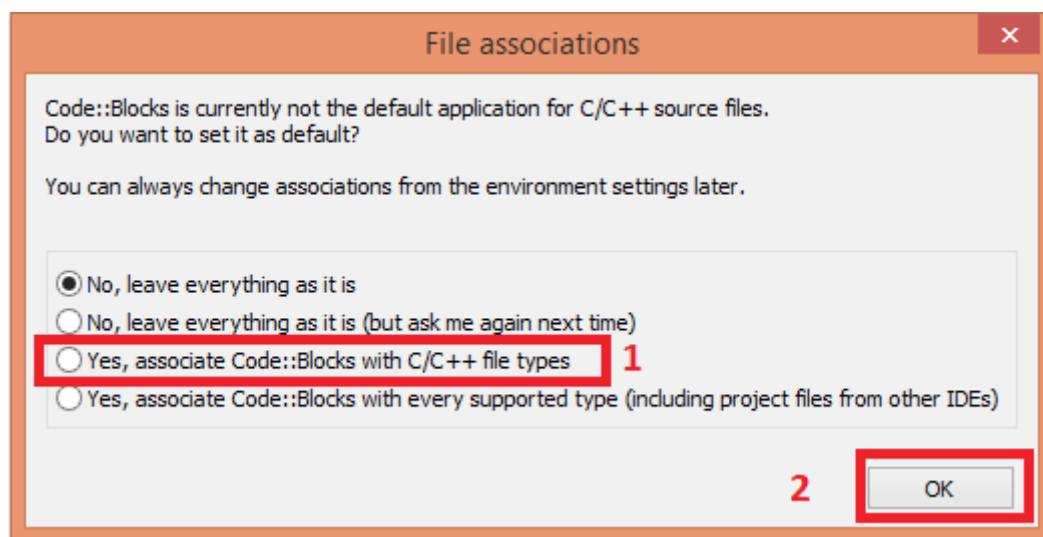 File associations
Code::Blocks is currently not the default application for C/C++ source files.
Do you want to set it as default?
You can always change associations from the environment settings later.
No, leave everything as it is
No, leave everything as it is (but ask me again next time)
Yes, associate Code::Blocks with C/C++ file types 1
Yes, associate Code::Blocks with every supported type (including project files from other IDEs)
2 OK